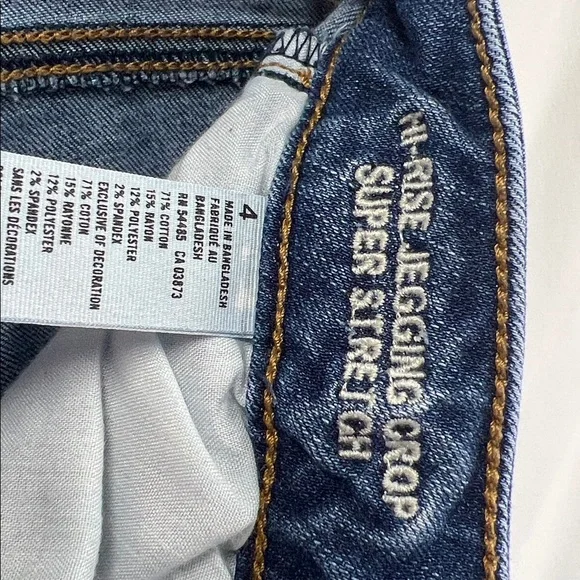 4
MADE IN BANGLADESH
FABRIQUÉ AU
BANGLADESH
RN 54485 CA 03873
71% COTTON
15% RAYON
12% POLYESTER
2% SPANDEX
EXCLUSIVE OF DECORATION
71% COTON
15% RAYONNE
12% POLYESTER
2% SPANDEX
SANS LES DÉCORATIONS
HI-RISE JEGGING CROP
SUPER STRETCH